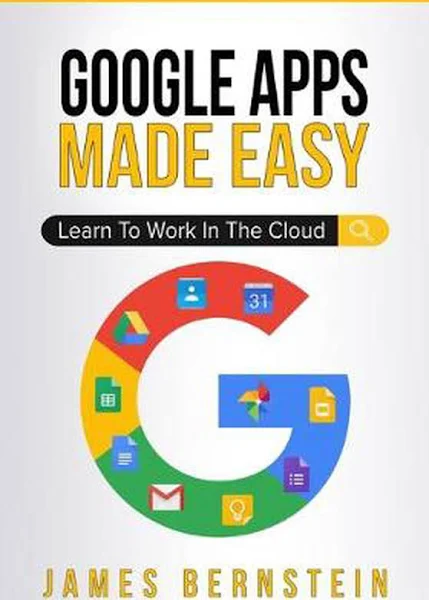 GOOGLE APPS
MADE EASY
Learn To Work In The Cloud
31
JAMES BERNSTEIN